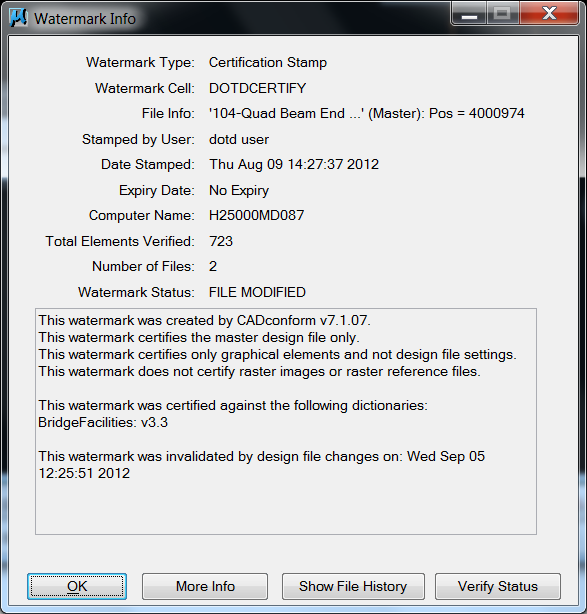 Watermark Info
Watermark Type: Certification Stamp
Watermark Cell: DOTDCERTIFY
File Info: '104-Quad Beam End ...' (Master): Pos = 4000974
Stamped by User: dotd user
Date Stamped: Thu Aug 09 14:27:37 2012
Expiry Date: No Expiry
Computer Name: H25000MD087
Total Elements Verified: 723
Number of Files: 2
Watermark Status: FILE MODIFIED
This watermark was created by CADconform v7.1.07.
This watermark certifies the master design file only.
This watermark certifies only graphical elements and not design file settings.
This watermark does not certify raster images or raster reference files.
This watermark was certified against the following dictionaries:
BridgeFacilities: v3.3
This watermark was invalidated by design file changes on: Wed Sep 05
12:25:51 2012
OK More Info Show File History Verify Status